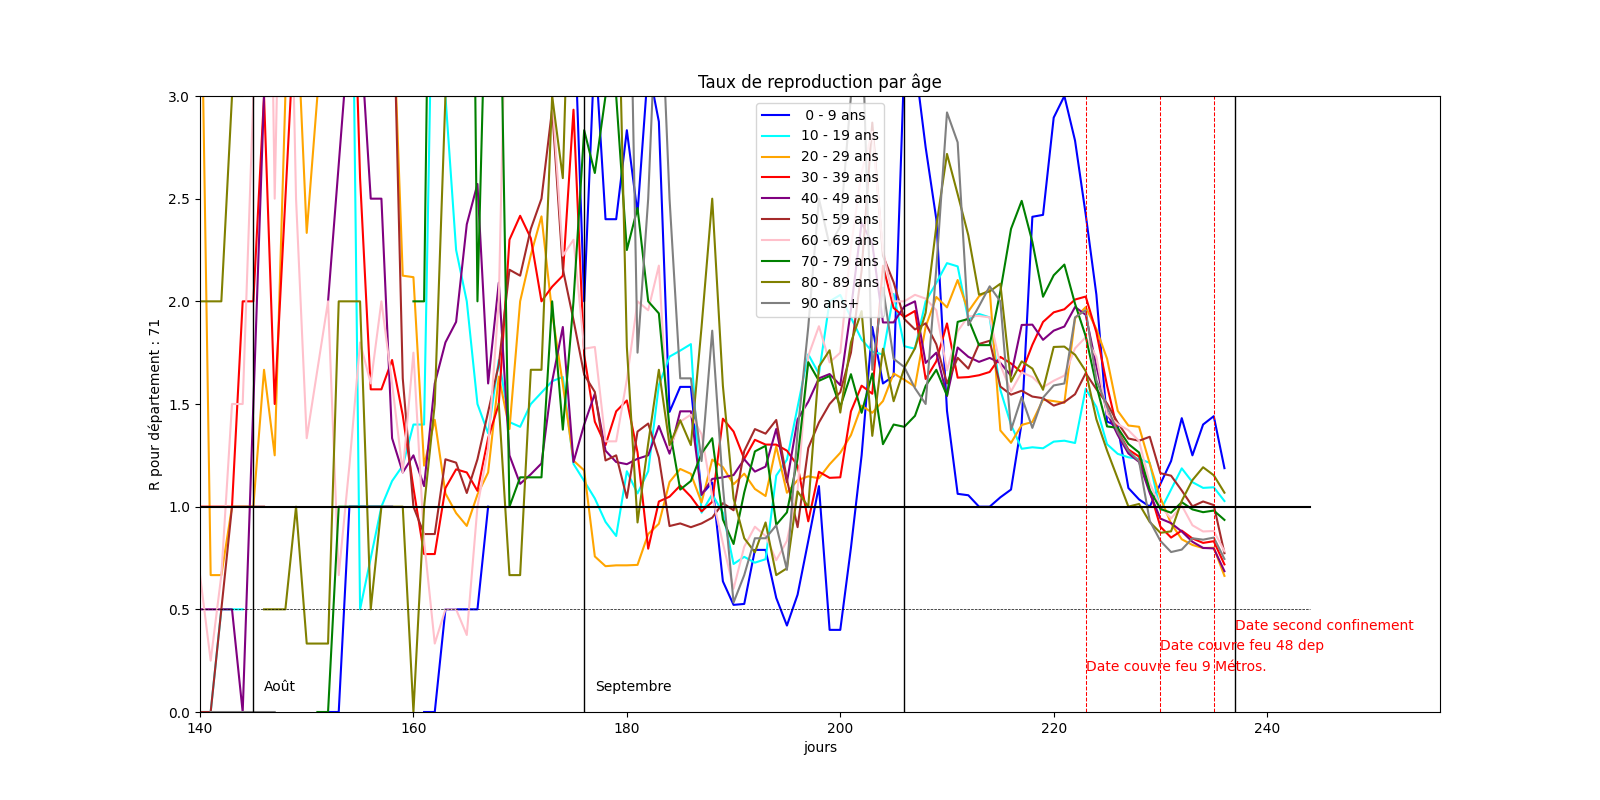 Taux de reproduction par âge
R pour département : 71
3.0
2.5
2.0
1.5
1.0
0.5
0.0
0 - 9 ans
10 - 19 ans
20 - 29 ans
30 - 39 ans
40 - 49 ans
50 - 59 ans
60 - 69 ans
70 - 79 ans
80 - 89 ans
90 ans+
Date second confinement
Date couvre feu 48 dep
Date couvre feu 9 Métros.
Août
Septembre
140 160 180 200 220 240
jours